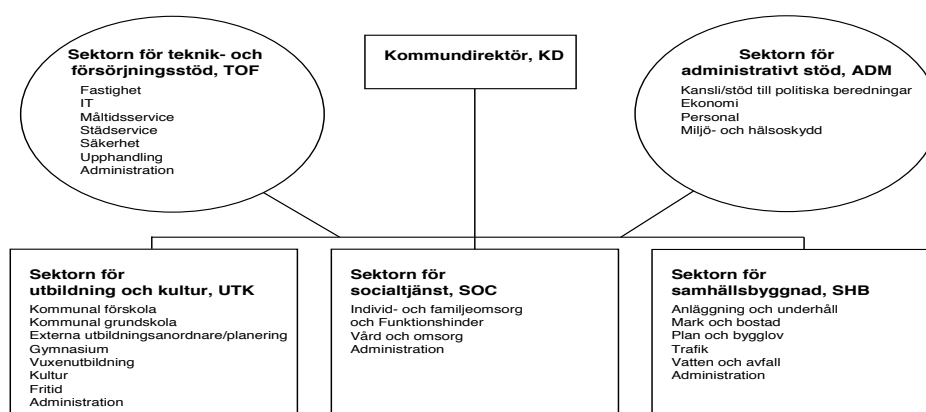 Sektorn för teknik- och
försörjningsstöd, TOF
Fastighet
IT
Måltidsservice
Städservice
Säkerhet
Upphandling
Administration
Kommundirektör, KD
Sektorn för
administrativt stöd, ADM
Kansli/stöd till politiska beredningar
Ekonomi
Personal
Miljö- och hälsoskydd
Sektorn för
utbildning och kultur, UTK
Kommunal förskola
Kommunal grundskola
Externa utbildningsanordnare/planering
Gymnasium
Vuxenutbildning
Kultur
Fritid
Administration
Sektorn för
socialtjänst, SOC
Individ- och familjeomsorg
och Funktionshinder
Vård och omsorg
Administration
Sektorn för
samhällsbyggnad, SHB
Anläggning och underhåll
Mark och bostad
Plan och bygglov
Trafik
Vatten och avfall
Administration